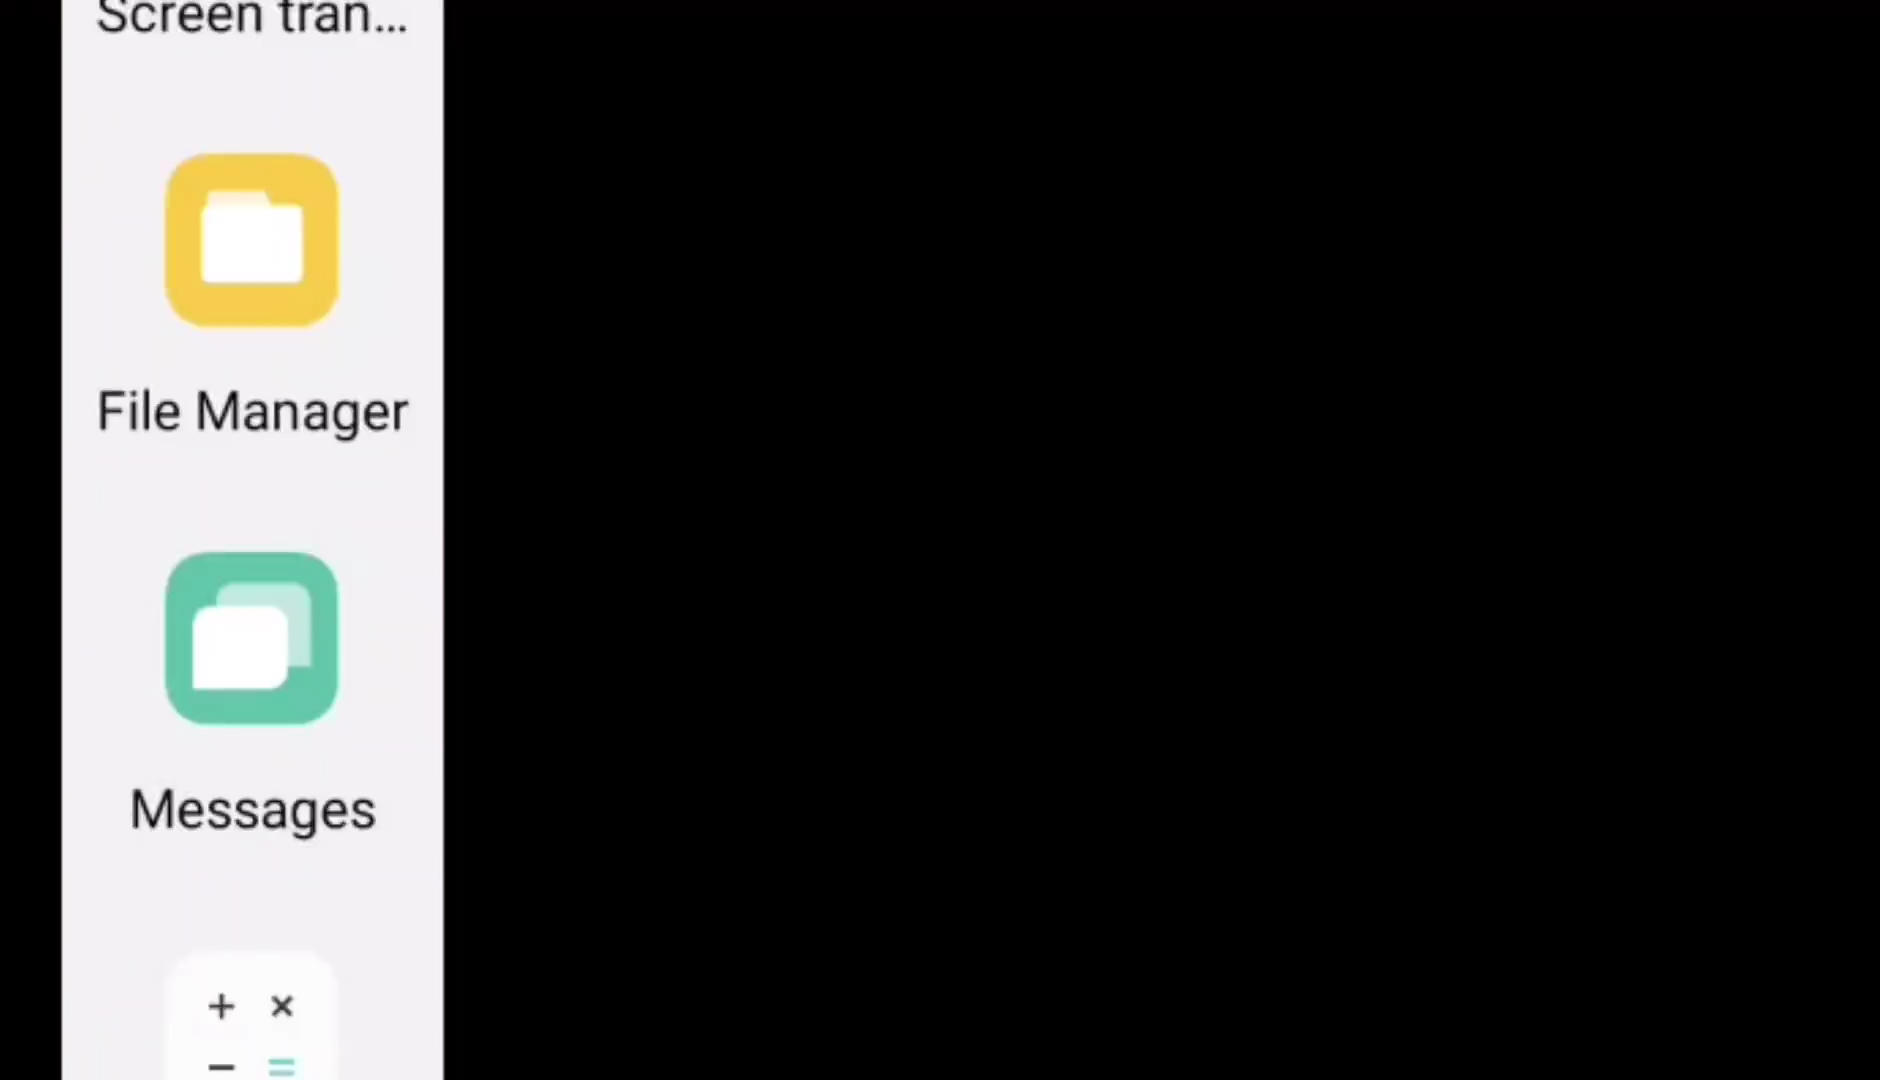 Screen tran...
File Manager
Messages
+ ×
− =